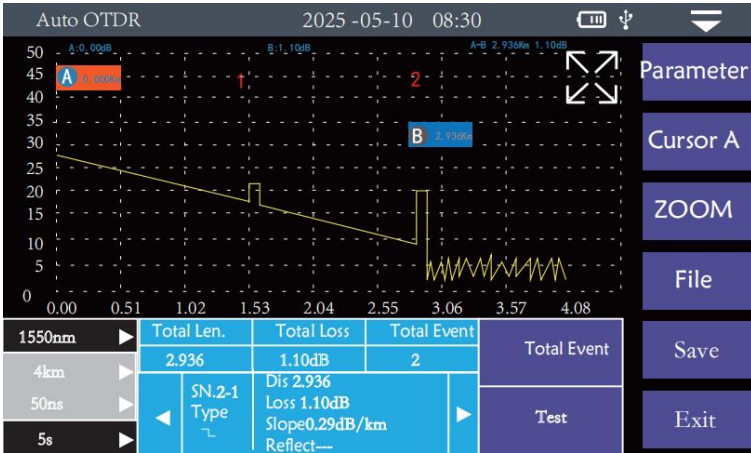 Auto OTDR 2025-05-10 08:30
A:0.00dB B:1.10dB A-B 2.936Km 1.10dB
50
45
40
35
30
25
20
15
10
5
0
A 0.000Km
1
2
B 2.936Km
0.00 0.51 1.02 1.53 2.04 2.55 3.06 3.57 4.08
Parameter
Cursor A
ZOOM
File
Save
Exit
1550nm
4km
50ns
5s
Total Len. Total Loss Total Event
2.936 1.10dB 2
SN.2-1
Type
Dis 2.936
Loss 1.10dB
Slope0.29dB/km
Reflect---
Total Event
Test